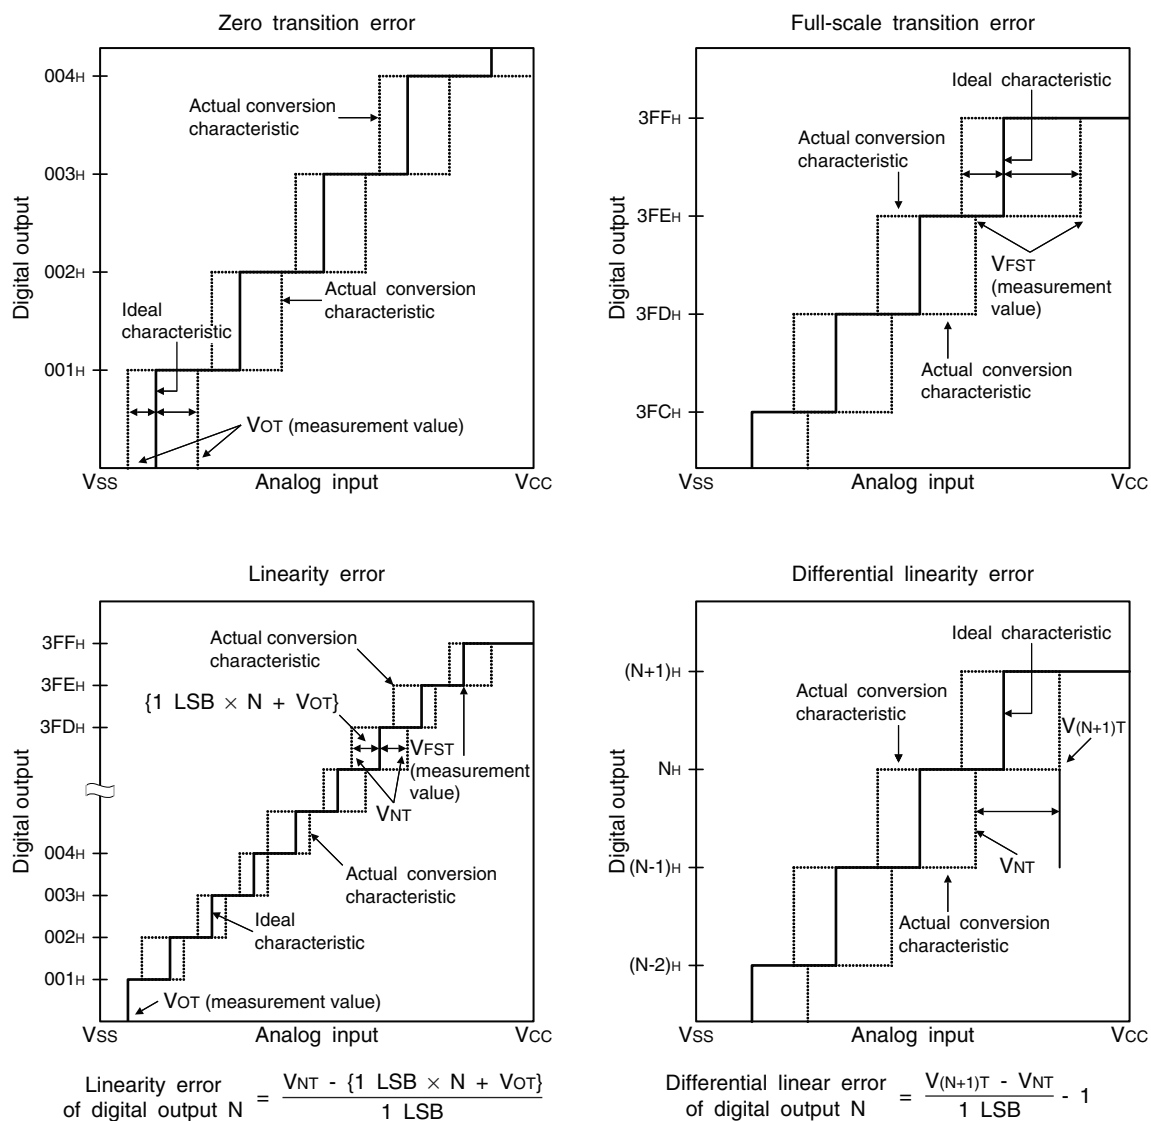 Zero transition error
004H
003H
002H
001H
Digital output
Actual conversion
characteristic
Actual conversion
characteristic
Ideal
characteristic
VOT (measurement value)
VSS
Analog input
VCC
Full-scale transition error
3FFH
3FEH
3FDH
3FCH
Digital output
Ideal characteristic
Actual conversion
characteristic
VFST
(measurement
value)
Actual conversion
characteristic
VSS
Analog input
VCC
Linearity error
3FFH
3FEH
3FDH
004H
003H
002H
001H
Digital output
Actual conversion
characteristic
{1 LSB × N + VOT}
VFST
(measurement
value)
VNT
Actual conversion
characteristic
Ideal
characteristic
VOT (measurement value)
VSS
Analog input
VCC
Linearity error
of digital output N
=
VNT - {1 LSB × N + VOT}
1 LSB
Differential linearity error
(N+1)H
NH
(N-1)H
(N-2)H
Digital output
Ideal characteristic
Actual conversion
characteristic
V(N+1)T
VNT
Actual conversion
characteristic
VSS
Analog input
VCC
Differential linear error
of digital output N
=
V(N+1)T - VNT
1 LSB
- 1